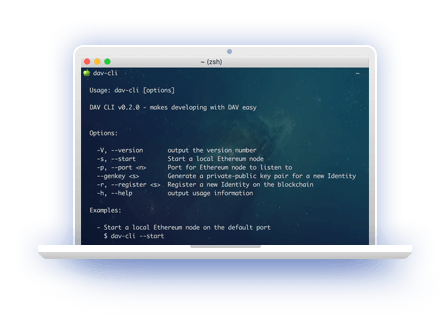 ~ (zsh)
dav-cli
~
Usage: dav-cli [options]
DAV CLI v0.2.0 - makes developing with DAV easy
Options:
-V, --version output the version number
-s, --start Start a local Ethereum node
-p, --port <n> Port for Ethereum node to listen to
--genkey <s> Generate a private-public key pair for a new Identity
-r, --register <s> Register a new Identity on the blockchain
-h, --help output usage information
Examples:
- Start a local Ethereum node on the default port
$ dav-cli --start